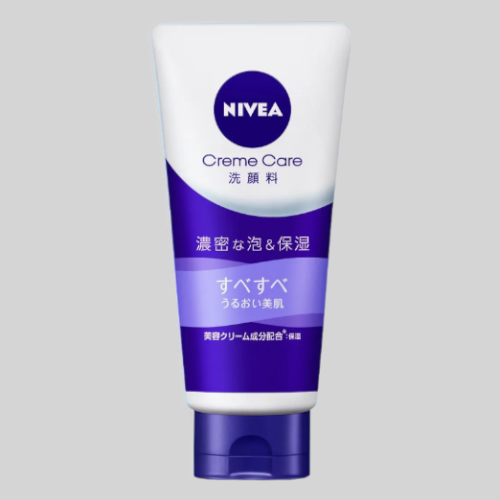 NIVEA
Creme Care
洗顔料
濃密な泡&保湿
すべすべ
うるおい美肌
美容クリーム成分配合*:保湿